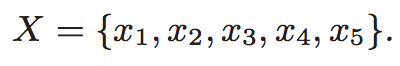 X = {x₁, x₂, x₃, x₄, x₅}.